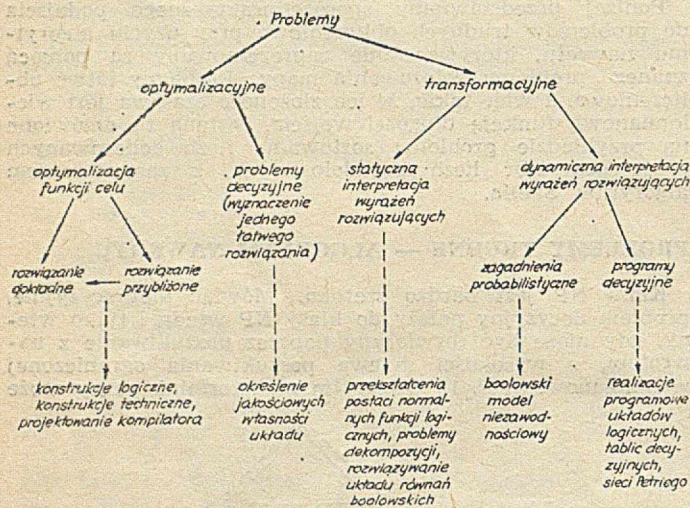 Problemy
optymalizacyjne
transformacyjne
optymalizacja
funkcji celu
problemy
decyzyjne
(wyznaczenie
jednego
łatwego
rozwiązania)
statyczna
interpretacja
wyrażeń
rozwiązujących
dynamiczna interpretacja
wyrażeń rozwiązujących
rozwiązanie
dokładne
rozwiązanie
przybliżone
zagadnienia
probabilistyczne
programy
decyzyjne
konstrukcje logiczne,
konstrukcje techniczne,
projektowanie kompilatora
określenie
jakościowych
własności
układu
przekształcenia
postaci normal-
nych funkcji logi-
cznych, problemy
dekompozycji,
rozwiązywanie
układu równań
boolowskich
boolowski
model
niezawod-
nościowy
realizacje
programowe
układów
logicznych,
tablic decy-
zyjnych,
sieci Petriego